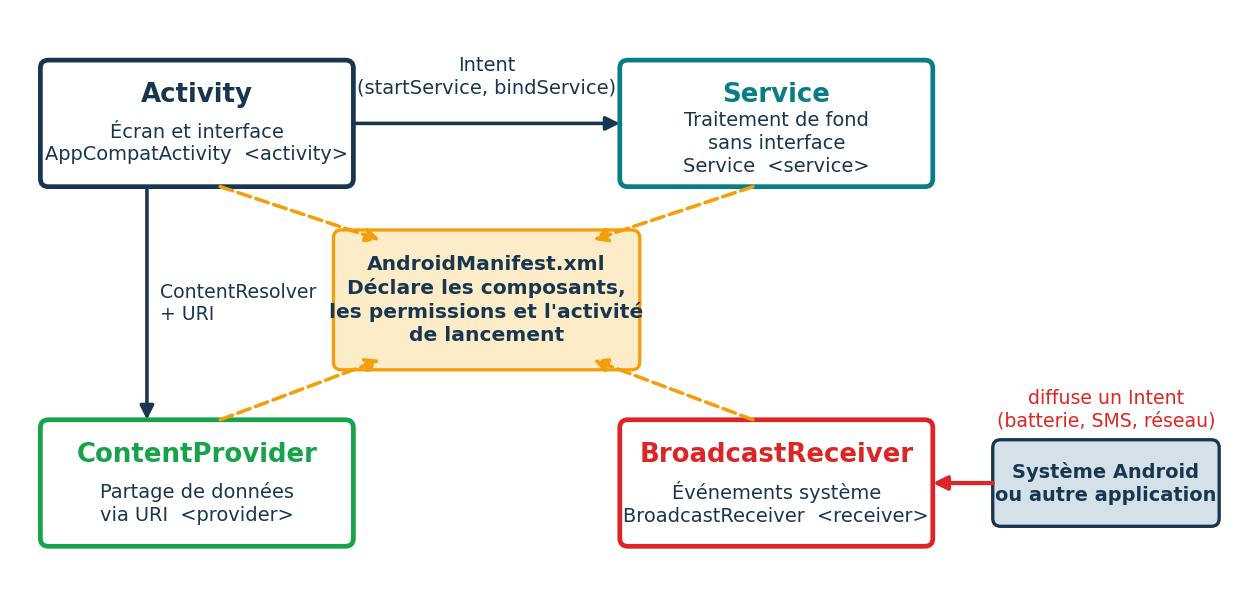 Activity
Écran et interface
AppCompatActivity  <activity>
Intent
(startService, bindService)
Service
Traitement de fond
sans interface
Service  <service>
ContentResolver
+ URI
AndroidManifest.xml
Déclare les composants,
les permissions et l'activité
de lancement
ContentProvider
Partage de données
via URI  <provider>
BroadcastReceiver
Événements système
BroadcastReceiver  <receiver>
diffuse un Intent
(batterie, SMS, réseau)
Système Android
ou autre application